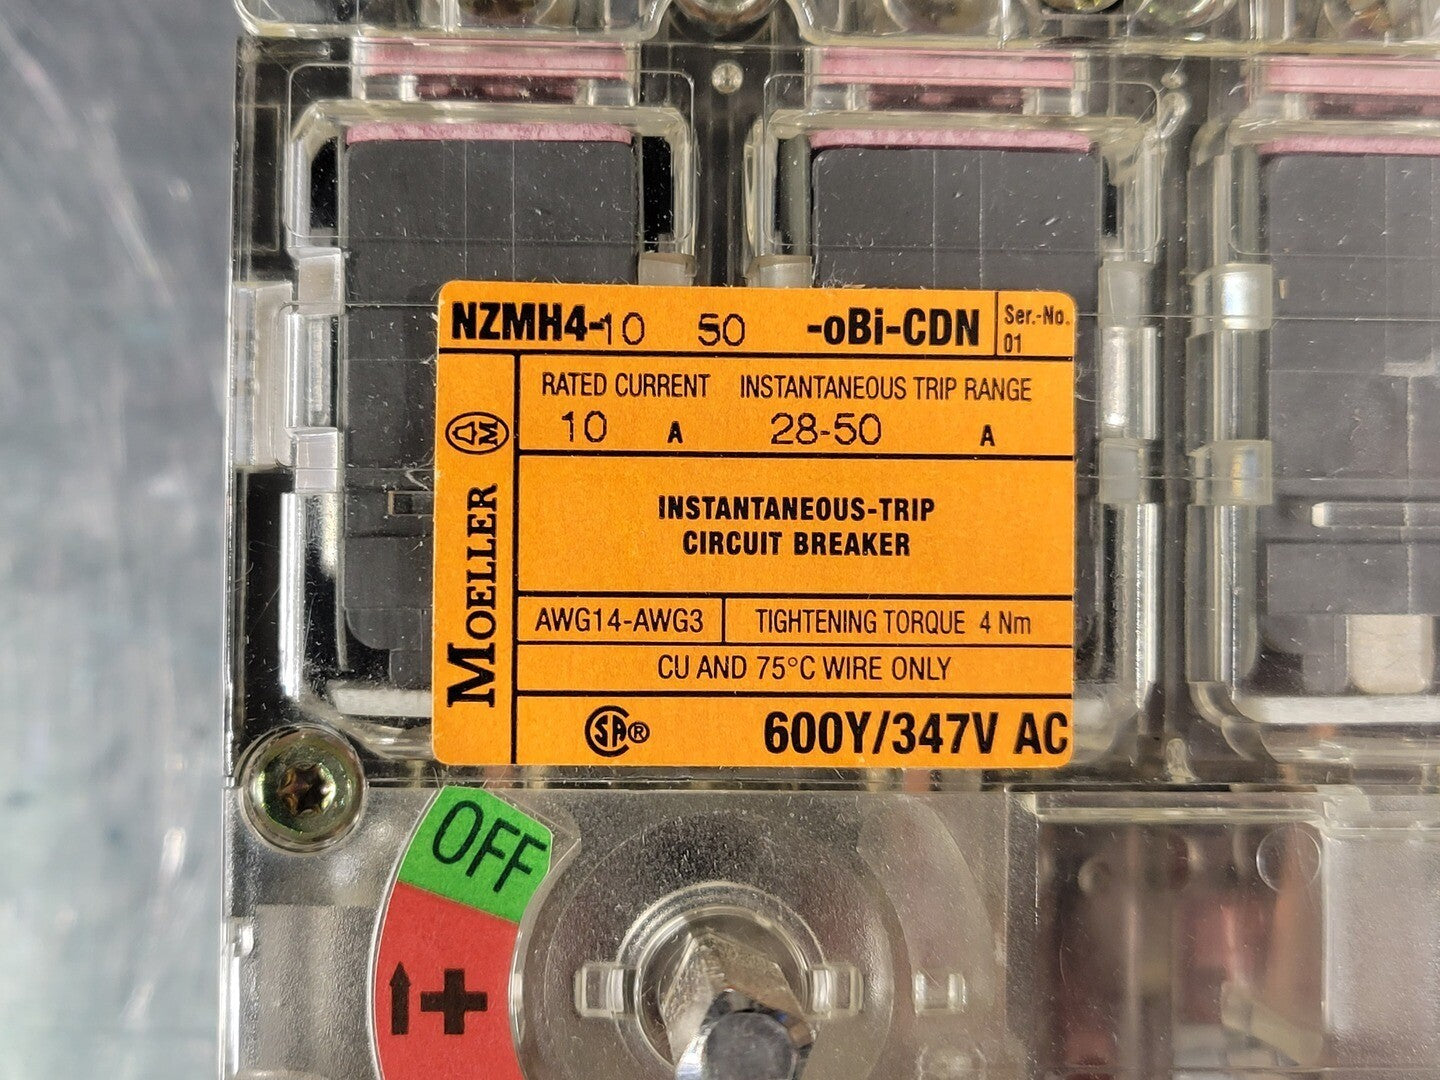 NZMH4-10 50 -oBi-CDN
Ser.-No. 01
RATED CURRENT INSTANTANEOUS TRIP RANGE
10 A 28-50 A
INSTANTANEOUS-TRIP
CIRCUIT BREAKER
MOELLER
AWG14-AWG3 TIGHTENING TORQUE 4 Nm
CU AND 75°C WIRE ONLY
SA® 600Y/347V AC
OFF
+